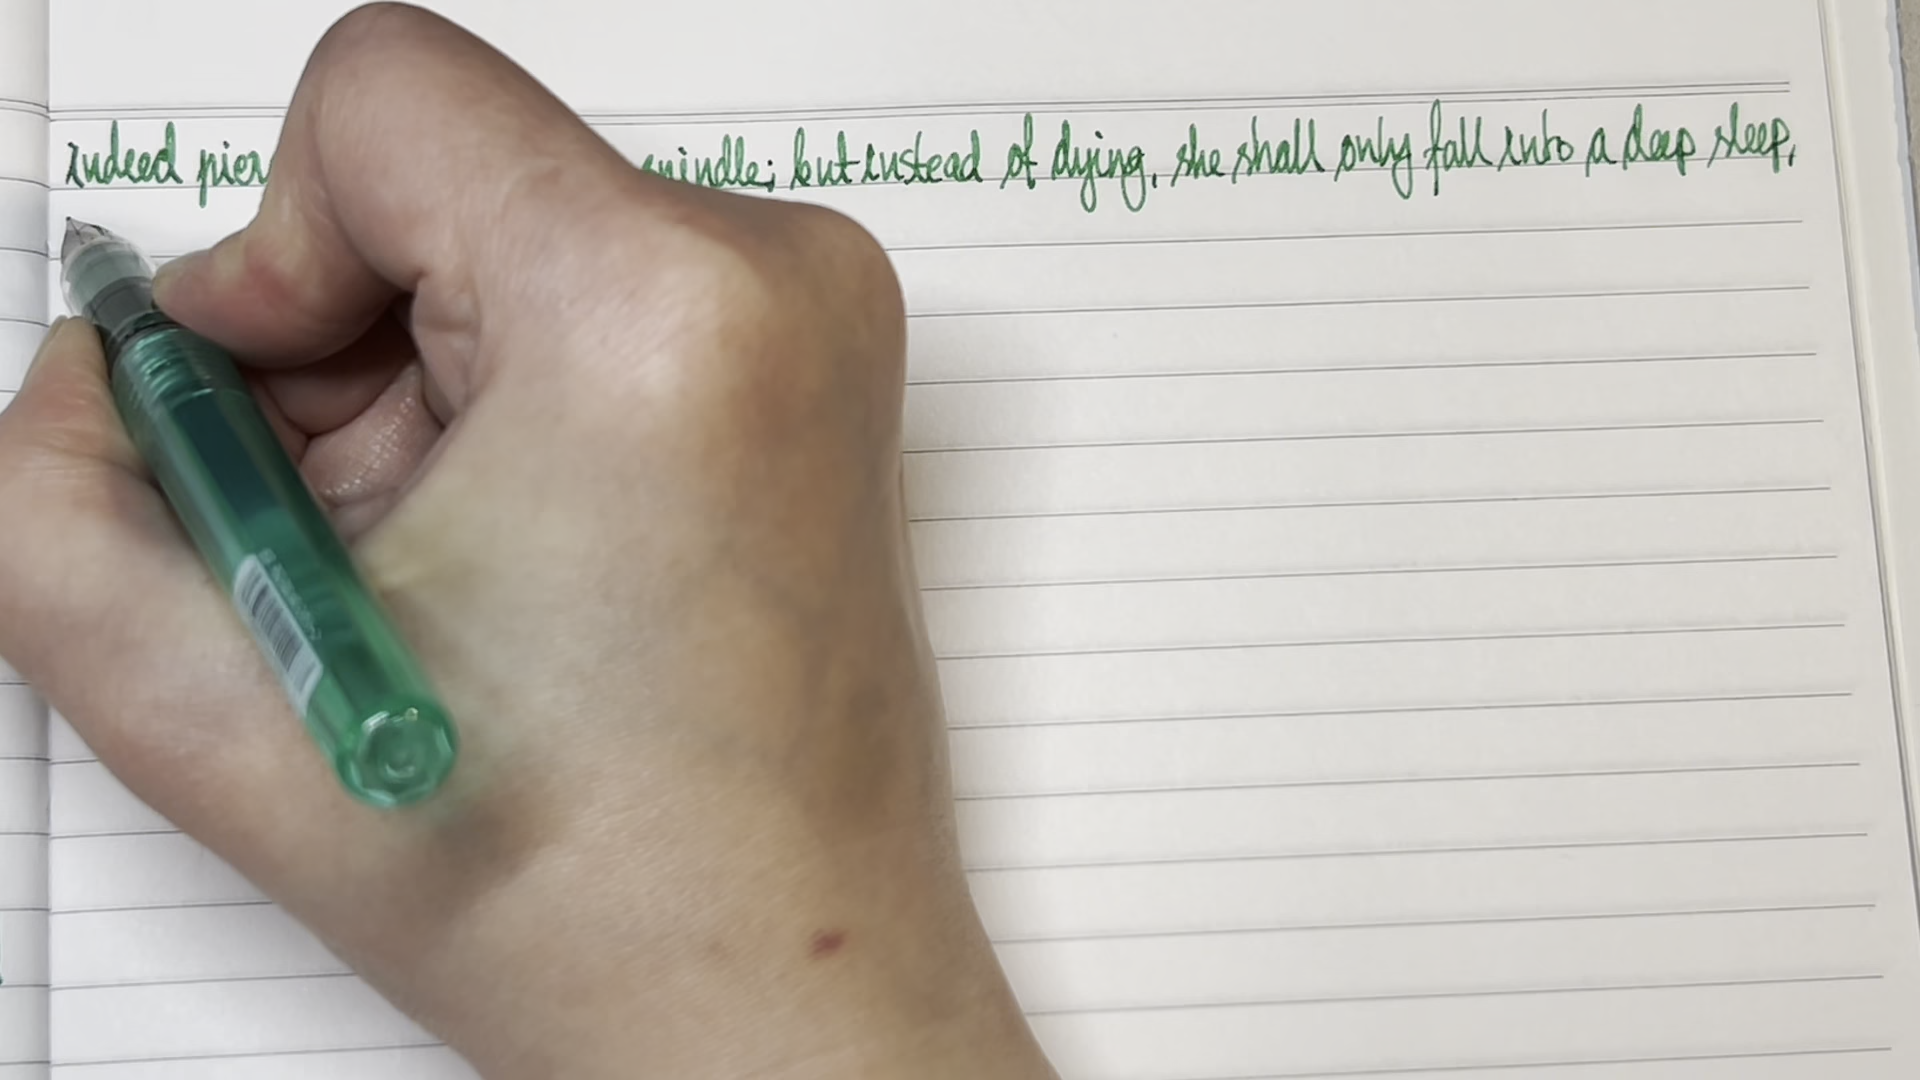 indeed pier spindle; but instead of dying, she shall only fall into a deep sleep,